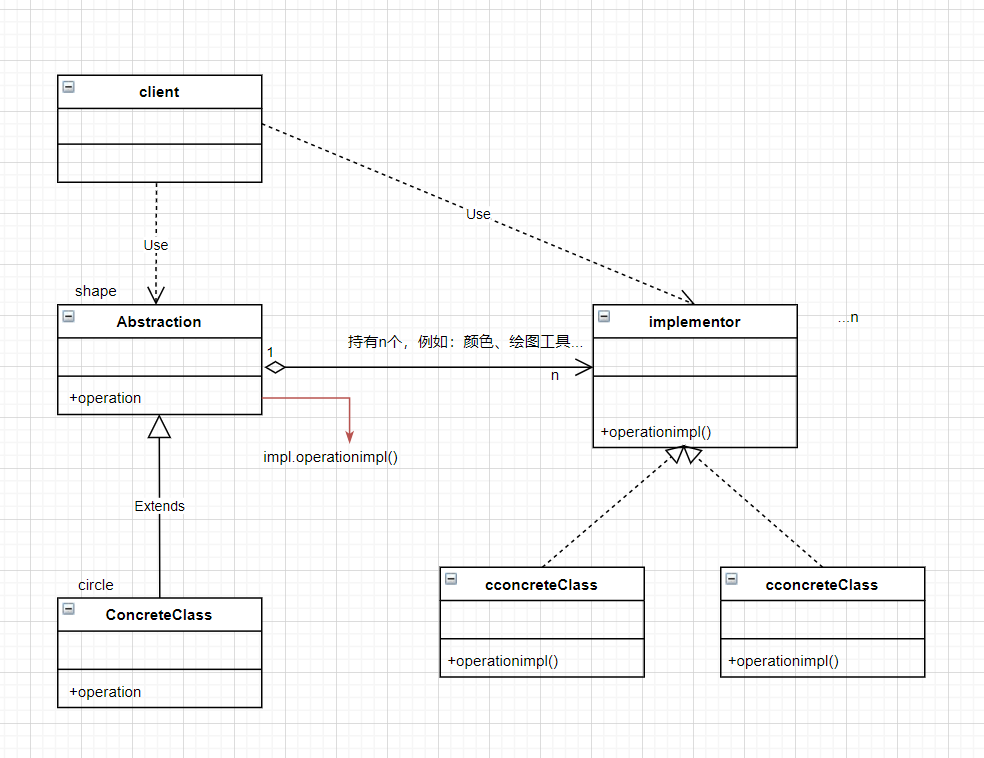 client
Use
Use
shape
Abstraction
+operation
1
持有n个，例如：颜色、绘图工具...
n
implementor
+operationimpl()
...n
impl.operationimpl()
Extends
circle
ConcreteClass
+operation
cconcreteClass
+operationimpl()
cconcreteClass
+operationimpl()